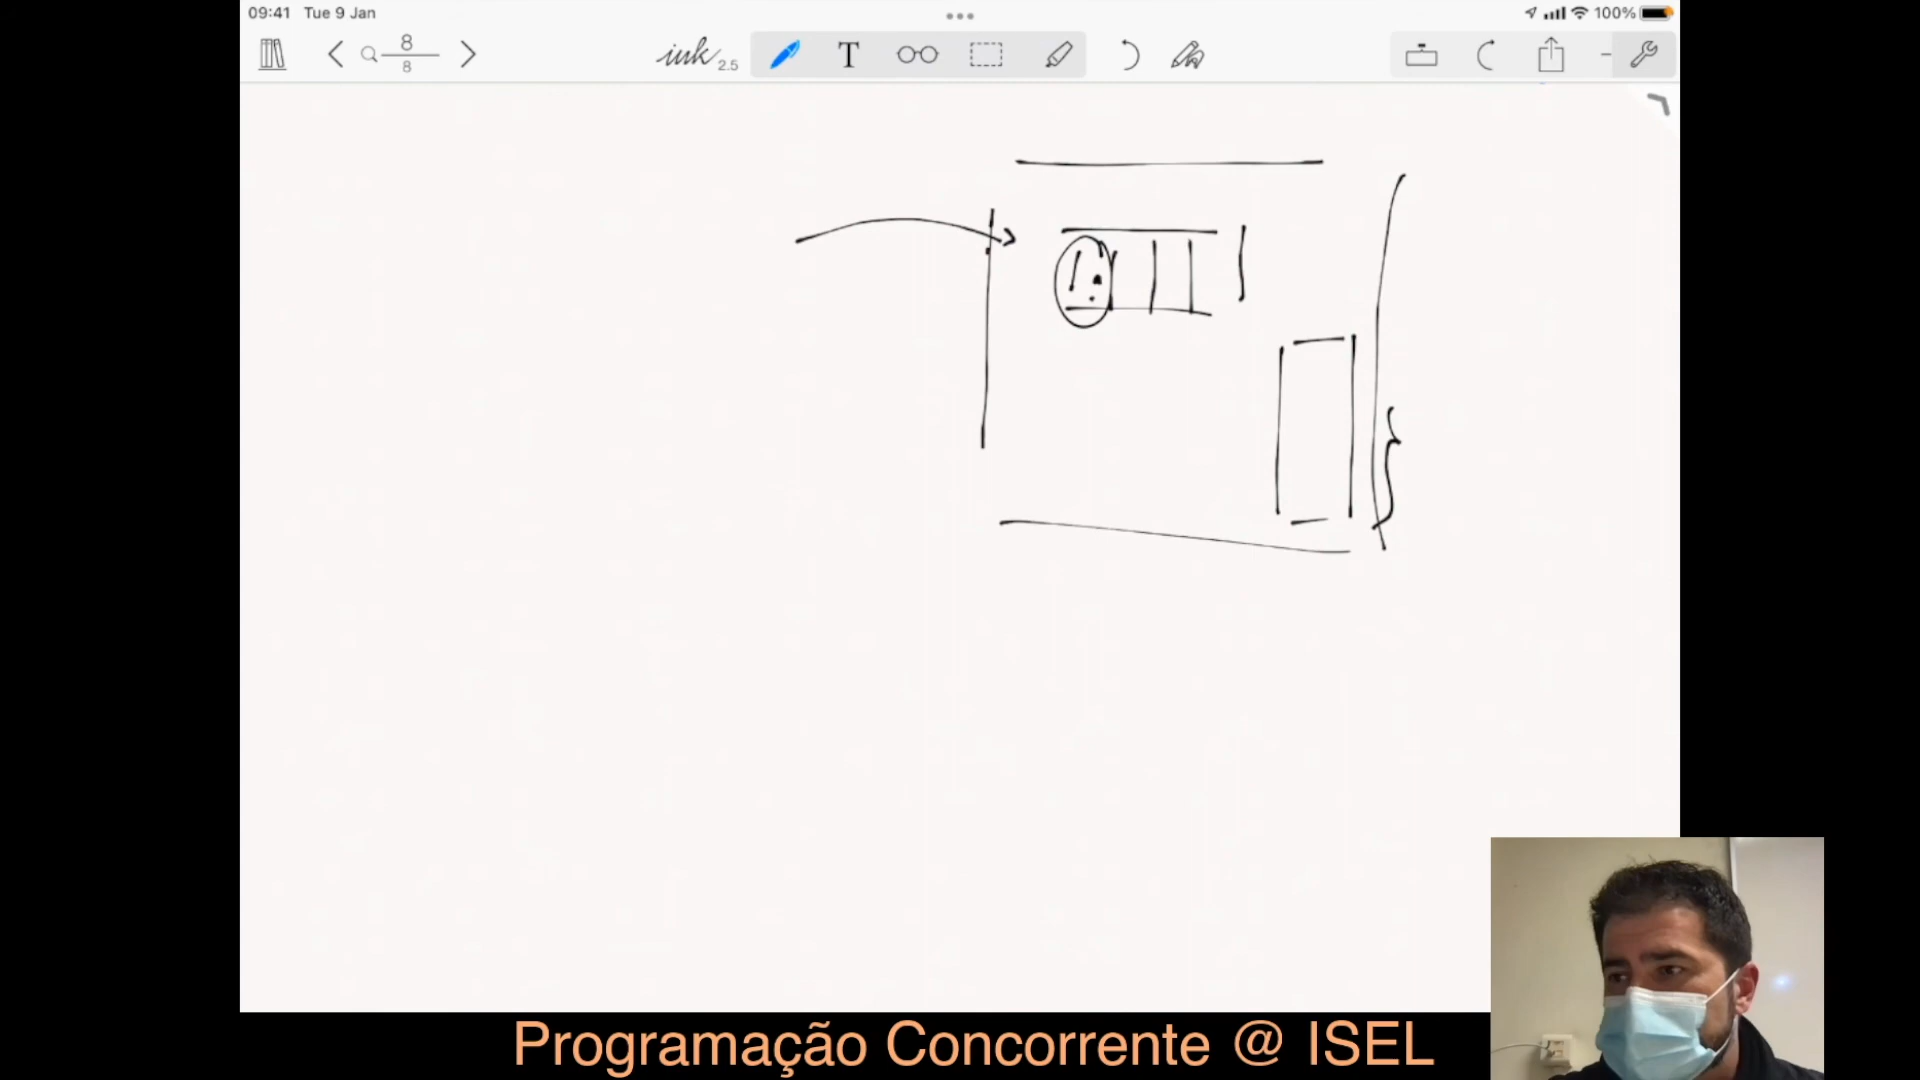 09:41 Tue 9 Jan
100%
8
8
ink 2.5
T
Programação Concorrente @ ISEL